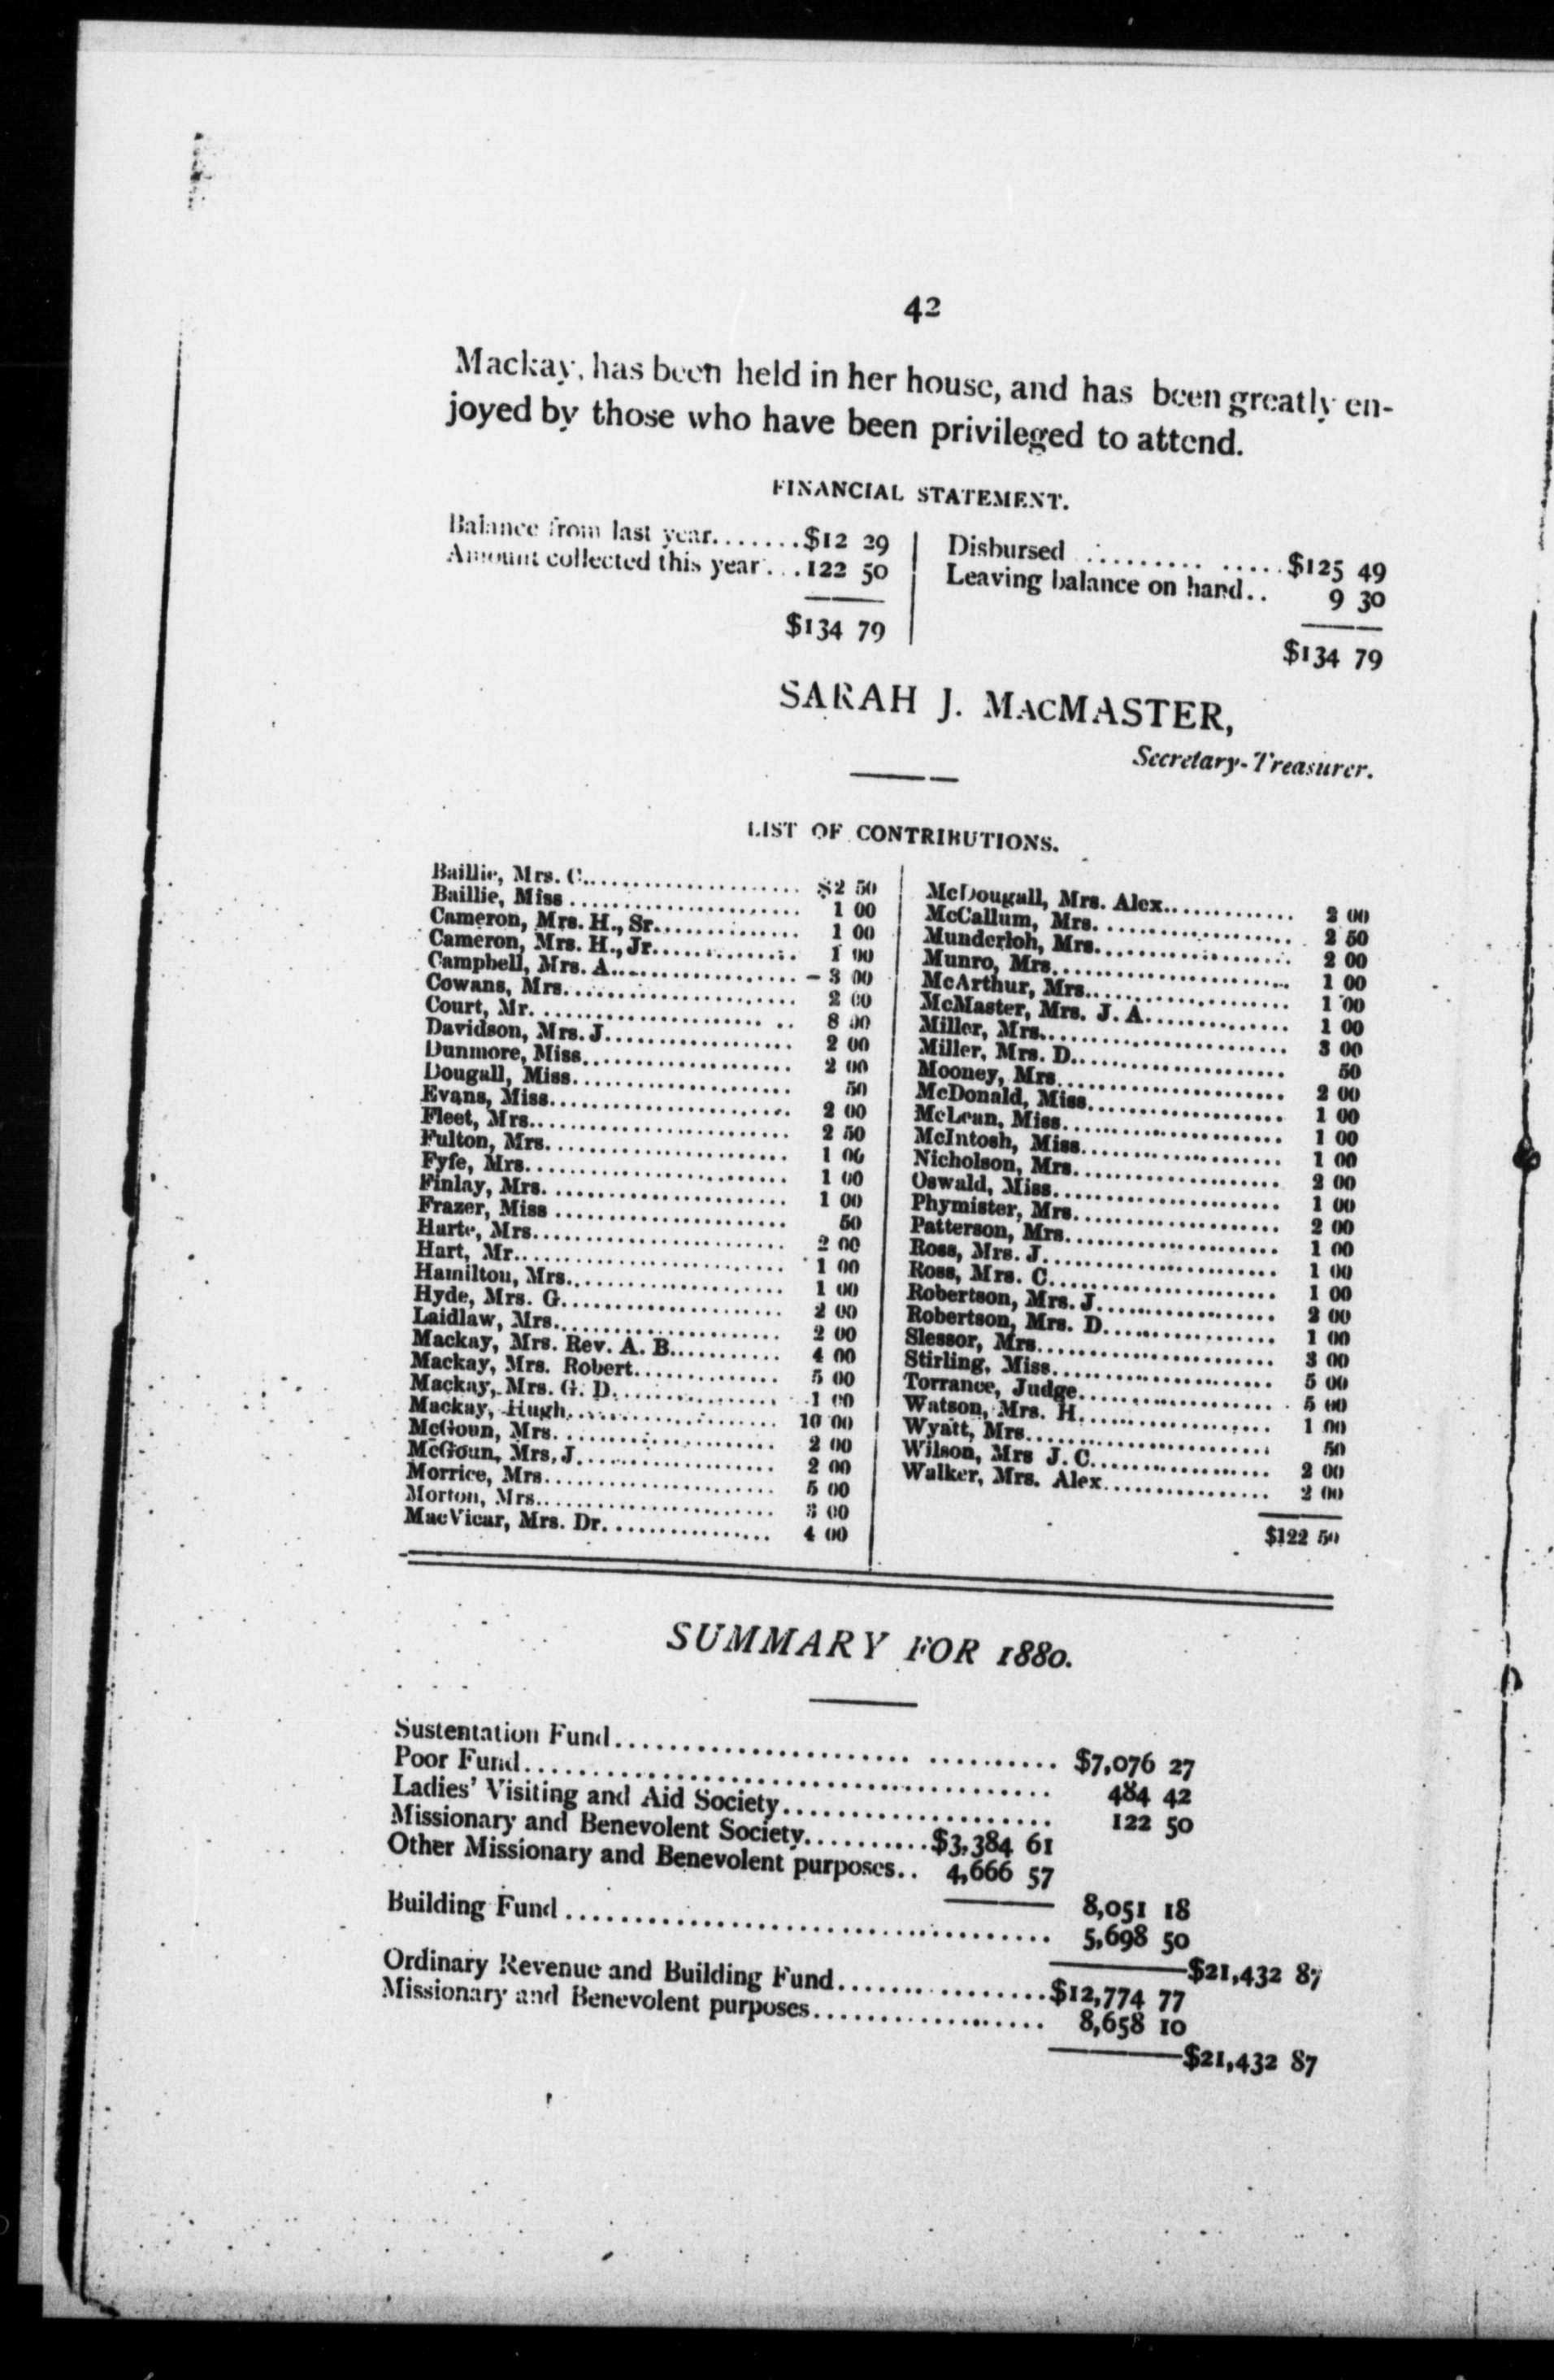 42
Mackay, has been held in her house, and has been greatly en-
joyed by those who have been privileged to attend.
FINANCIAL STATEMENT.
Balance from last year.......$12 29
Amount collected this year...122 50
$134 79
Disbursed ...............$125 49
Leaving balance on hand.. 9 30
$134 79
SARAH J. MACMASTER,
Secretary-Treasurer.
LIST OF CONTRIBUTIONS.
Baillie, Mrs. C..................... $2 50
Baillie, Miss ...................... 1 00
Cameron, Mrs. H., Sr.............. 1 00
Cameron, Mrs. H., Jr.............. 1 00
Campbell, Mrs. A.................. 3 00
Cowans, Mrs....................... 2 00
Court, Mr......................... 8 00
Davidson, Mrs. J.................. 2 00
Dunmore, Miss..................... 2 00
Dougall, Miss..................... 50
Evans, Miss....................... 2 00
Fleet, Mrs........................ 2 50
Fulton, Mrs....................... 1 00
Fyfe, Mrs......................... 1 00
Finlay, Mrs....................... 1 00
Frazer, Miss ..................... 50
Harte, Mrs........................ 2 00
Hart, Mr.......................... 1 00
Hamilton, Mrs..................... 1 00
Hyde, Mrs. G...................... 2 00
Laidlaw, Mrs...................... 2 00
Mackay, Mrs. Rev. A. B........... 4 00
Mackay, Mrs. Robert.............. 5 00
Mackay, Mrs. G. D................ 1 00
Mackay, Hugh..................... 10 00
McGoun, Mrs...................... 2 00
McGoun, Mrs. J................... 2 00
Morrice, Mrs..................... 5 00
Morton, Mrs...................... 3 00
MacVicar, Mrs. Dr................ 4 00
McDougall, Mrs. Alex............. 2 00
McCallum, Mrs.................... 2 50
Munderloh, Mrs................... 2 00
Munro, Mrs....................... 1 00
McArthur, Mrs.................... 1 00
McMaster, Mrs. J. A.............. 1 00
Miller, Mrs...................... 3 00
Miller, Mrs. D................... 50
Mooney, Mrs...................... 2 00
McDonald, Miss................... 1 00
McLean, Miss..................... 1 00
McIntosh, Miss................... 1 00
Nicholson, Mrs................... 2 00
Oswald, Miss..................... 1 00
Phymister, Mrs................... 2 00
Patterson, Mrs................... 1 00
Ross, Mrs. J..................... 1 00
Ross, Mrs. C..................... 1 00
Robertson, Mrs. J................ 2 00
Robertson, Mrs. D................ 1 00
Slessor, Mrs..................... 3 00
Stirling, Miss................... 5 00
Torrance, Judge.................. 5 00
Watson, Mrs. H................... 1 00
Wyatt, Mrs....................... 50
Wilson, Mrs J. C................. 2 00
Walker, Mrs. Alex................ 2 00
$122 50
SUMMARY FOR 1880.
Sustentation Fund................................ $7,076 27
Poor Fund........................................ 484 42
Ladies' Visiting and Aid Society..................... 122 50
Missionary and Benevolent Society..........$3,384 61
Other Missionary and Benevolent purposes.. 4,666 57
8,051 18
Building Fund .................................... 5,698 50
$21,432 87
Ordinary Revenue and Building Fund................$12,774 77
Missionary and Benevolent purposes................. 8,658 10
$21,432 87